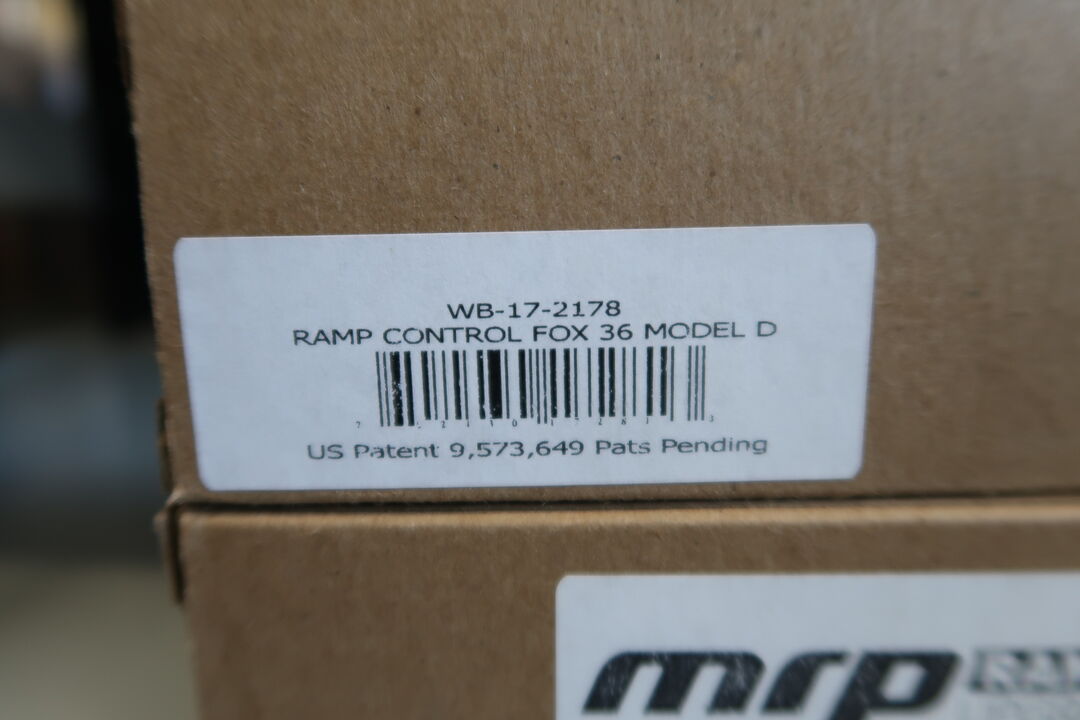 WB-17-2178
RAMP CONTROL FOX 36 MODEL D
US Patent 9,573,649 Pats Pending
mrp